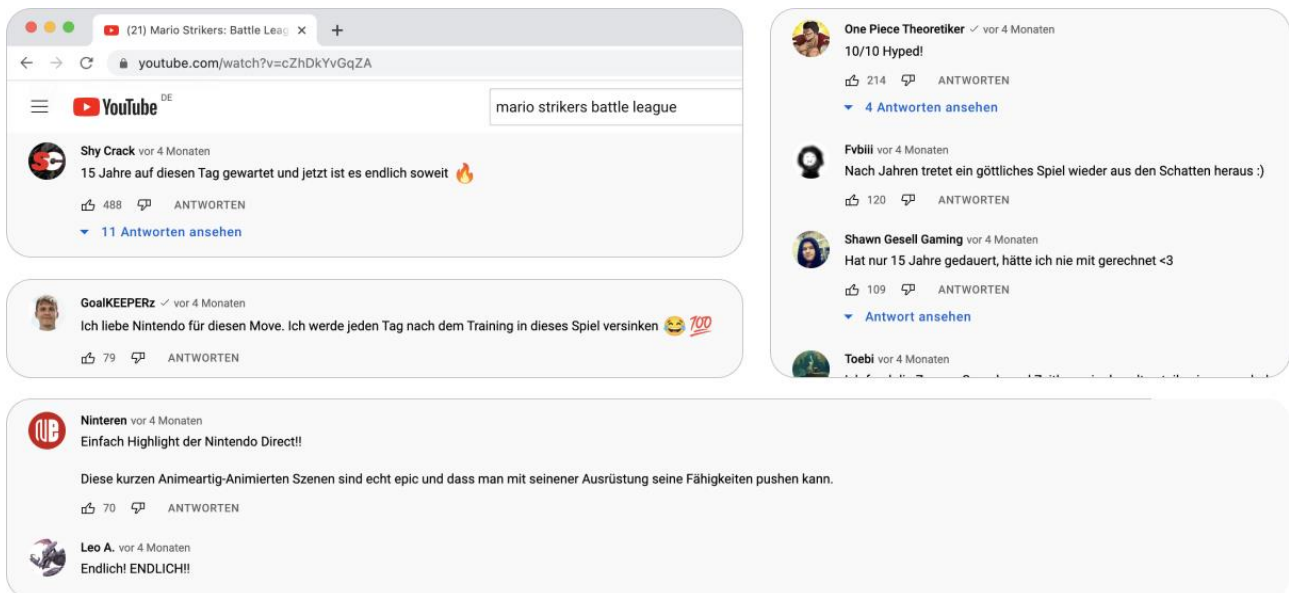 (21) Mario Strikers: Battle Leag
youtube.com/watch?v=cZhDkYvGqZA
YouTube DE
mario strikers battle league
Shy Crack vor 4 Monaten
15 Jahre auf diesen Tag gewartet und jetzt ist es endlich soweit 🔥
488 ANTWORTEN
11 Antworten ansehen
GoalKEEPERz ✓ vor 4 Monaten
Ich liebe Nintendo für diesen Move. Ich werde jeden Tag nach dem Training in dieses Spiel versinken 😂 💯
79 ANTWORTEN
One Piece Theoretiker ✓ vor 4 Monaten
10/10 Hyped!
214 ANTWORTEN
4 Antworten ansehen
Fvbiii vor 4 Monaten
Nach Jahren tretet ein göttliches Spiel wieder aus den Schatten heraus :)
120 ANTWORTEN
Shawn Gesell Gaming vor 4 Monaten
Hat nur 15 Jahre gedauert, hätte ich nie mit gerechnet <3
109 ANTWORTEN
Antwort ansehen
Toebi vor 4 Monaten
Ninteren vor 4 Monaten
Einfach Highlight der Nintendo Direct!!
Diese kurzen Animeartig-Animierten Szenen sind echt epic und dass man mit seinener Ausrüstung seine Fähigkeiten pushen kann.
70 ANTWORTEN
Leo A. vor 4 Monaten
Endlich! ENDLICH!!